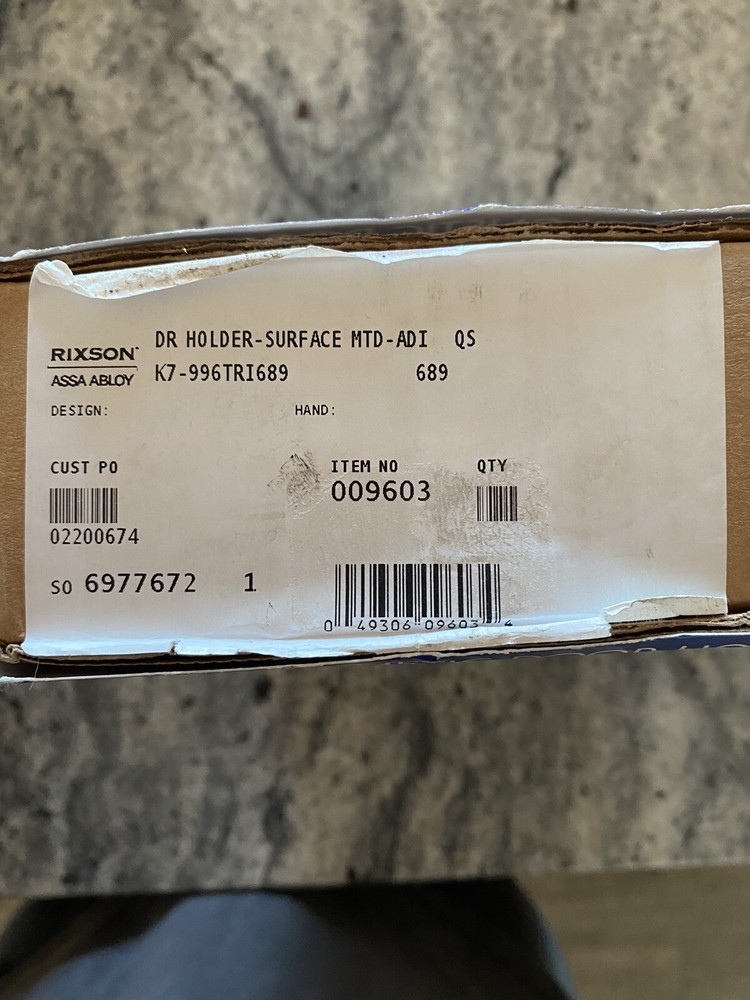 DR HOLDER-SURFACE MTD-ADI QS
RIXSON
ASSA ABLOY
K7-996TRI689 689
DESIGN: HAND:
CUST PO ITEM NO QTY
009603
02200674
SO 6977672 1
0 49306 09603 4